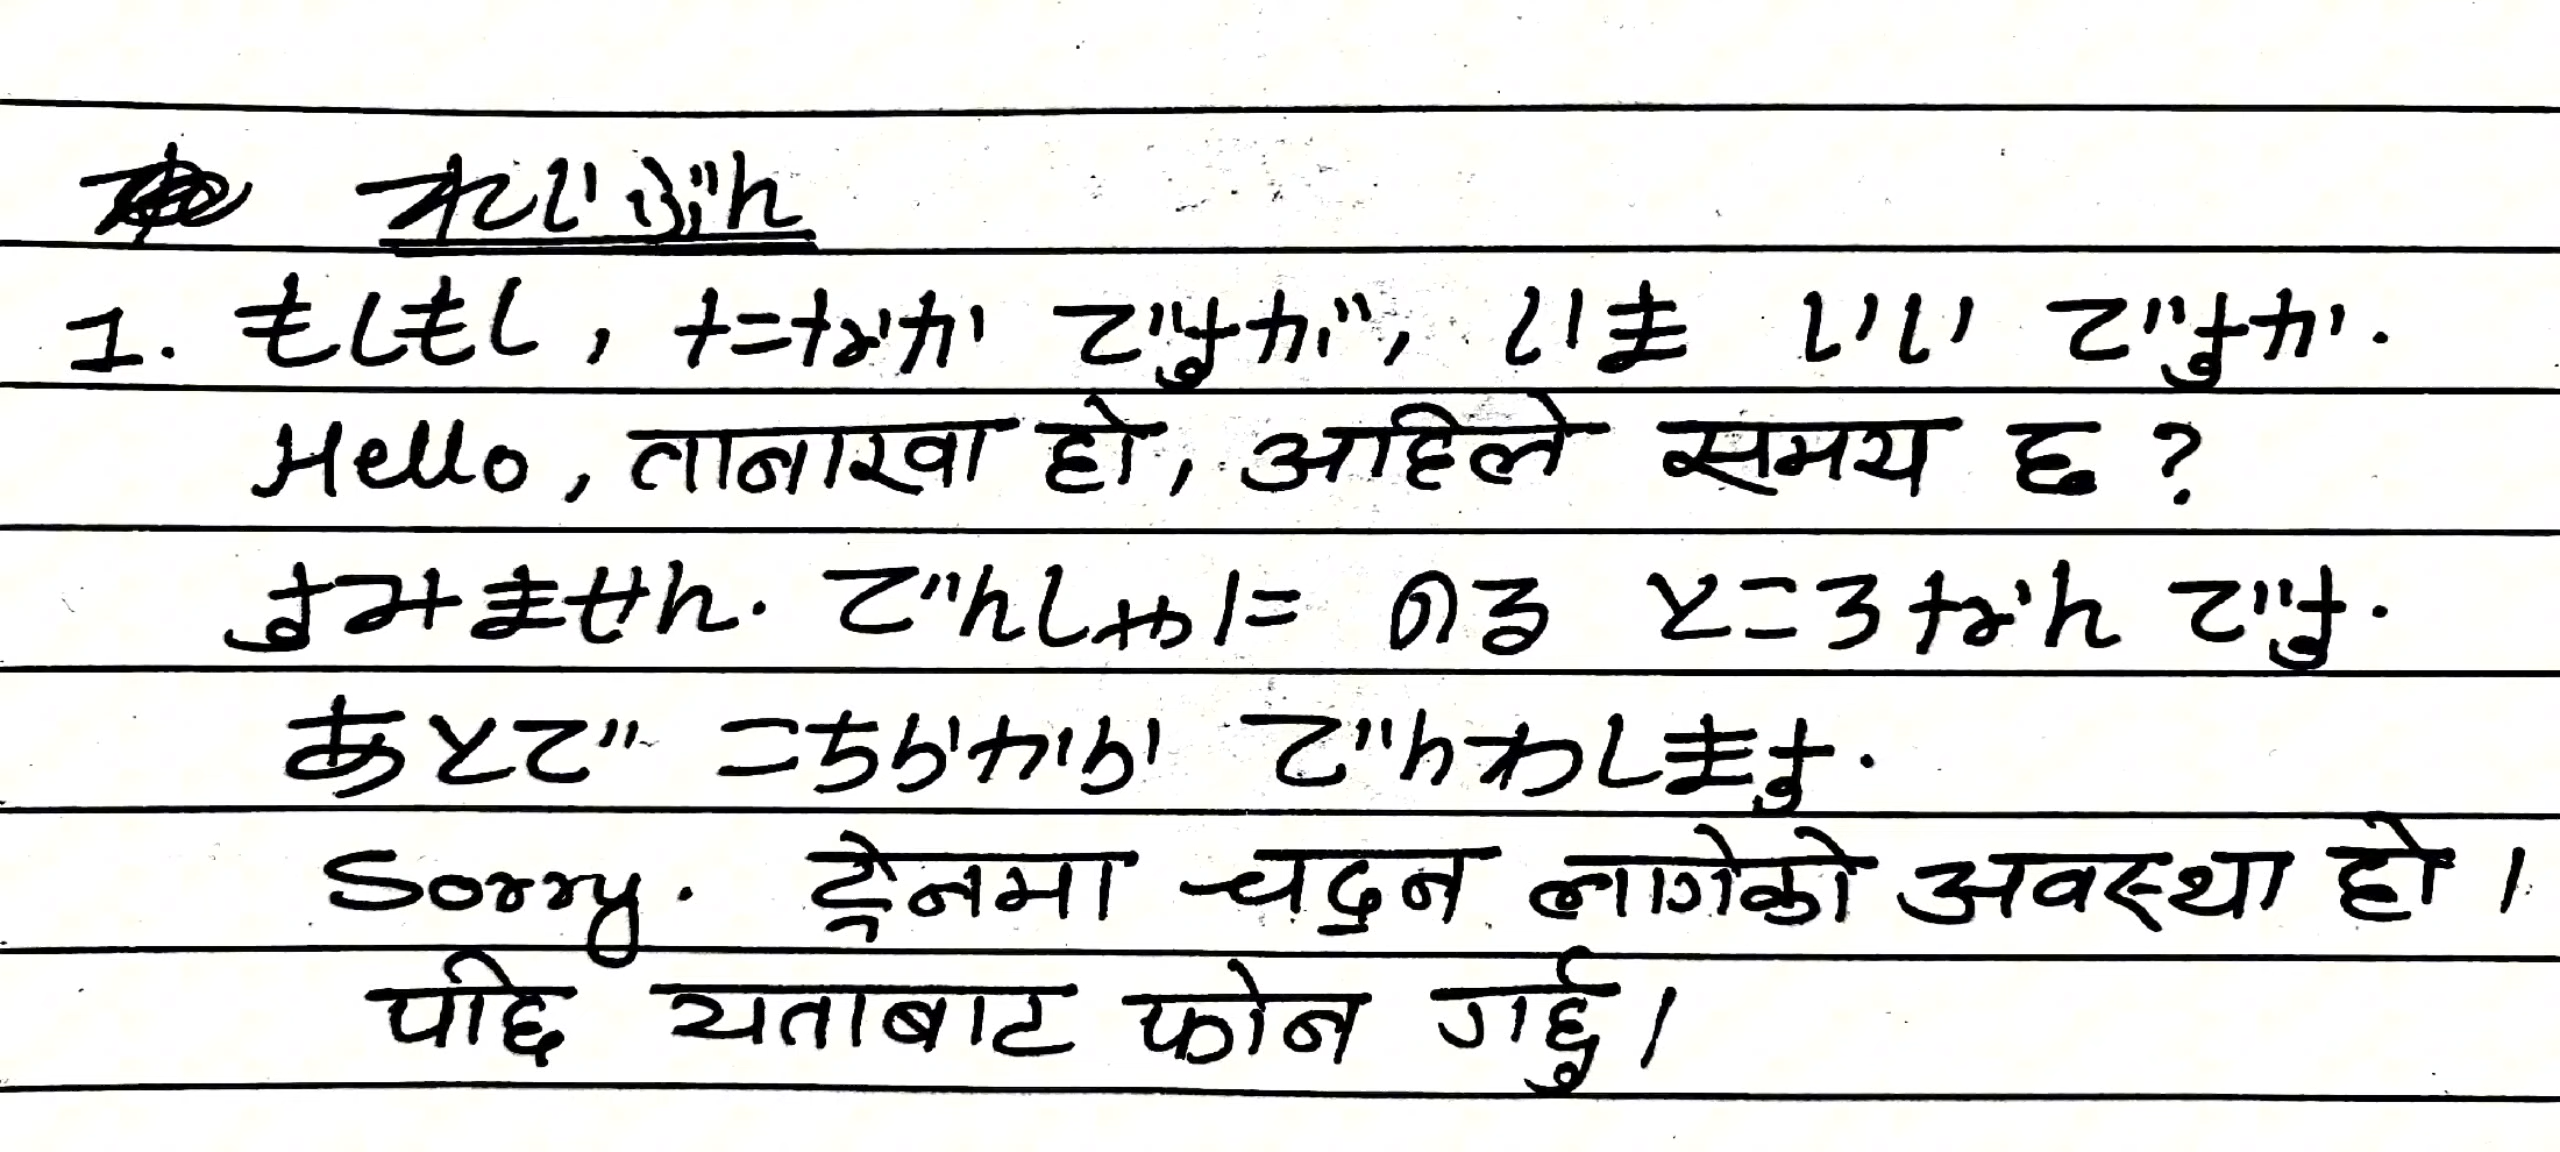 れいぶん
1. もしもし, たなかですが, いま いいですか.
Hello, तानाखा हो, अहिले समय छ ?
すみません. でんしゃに のる ところなんです.
あとで こちらから でんわします.
Sorry. ट्रेनमा चढ्न लागेको अवस्था हो ।
पछि यताबाट फोन गर्छु।